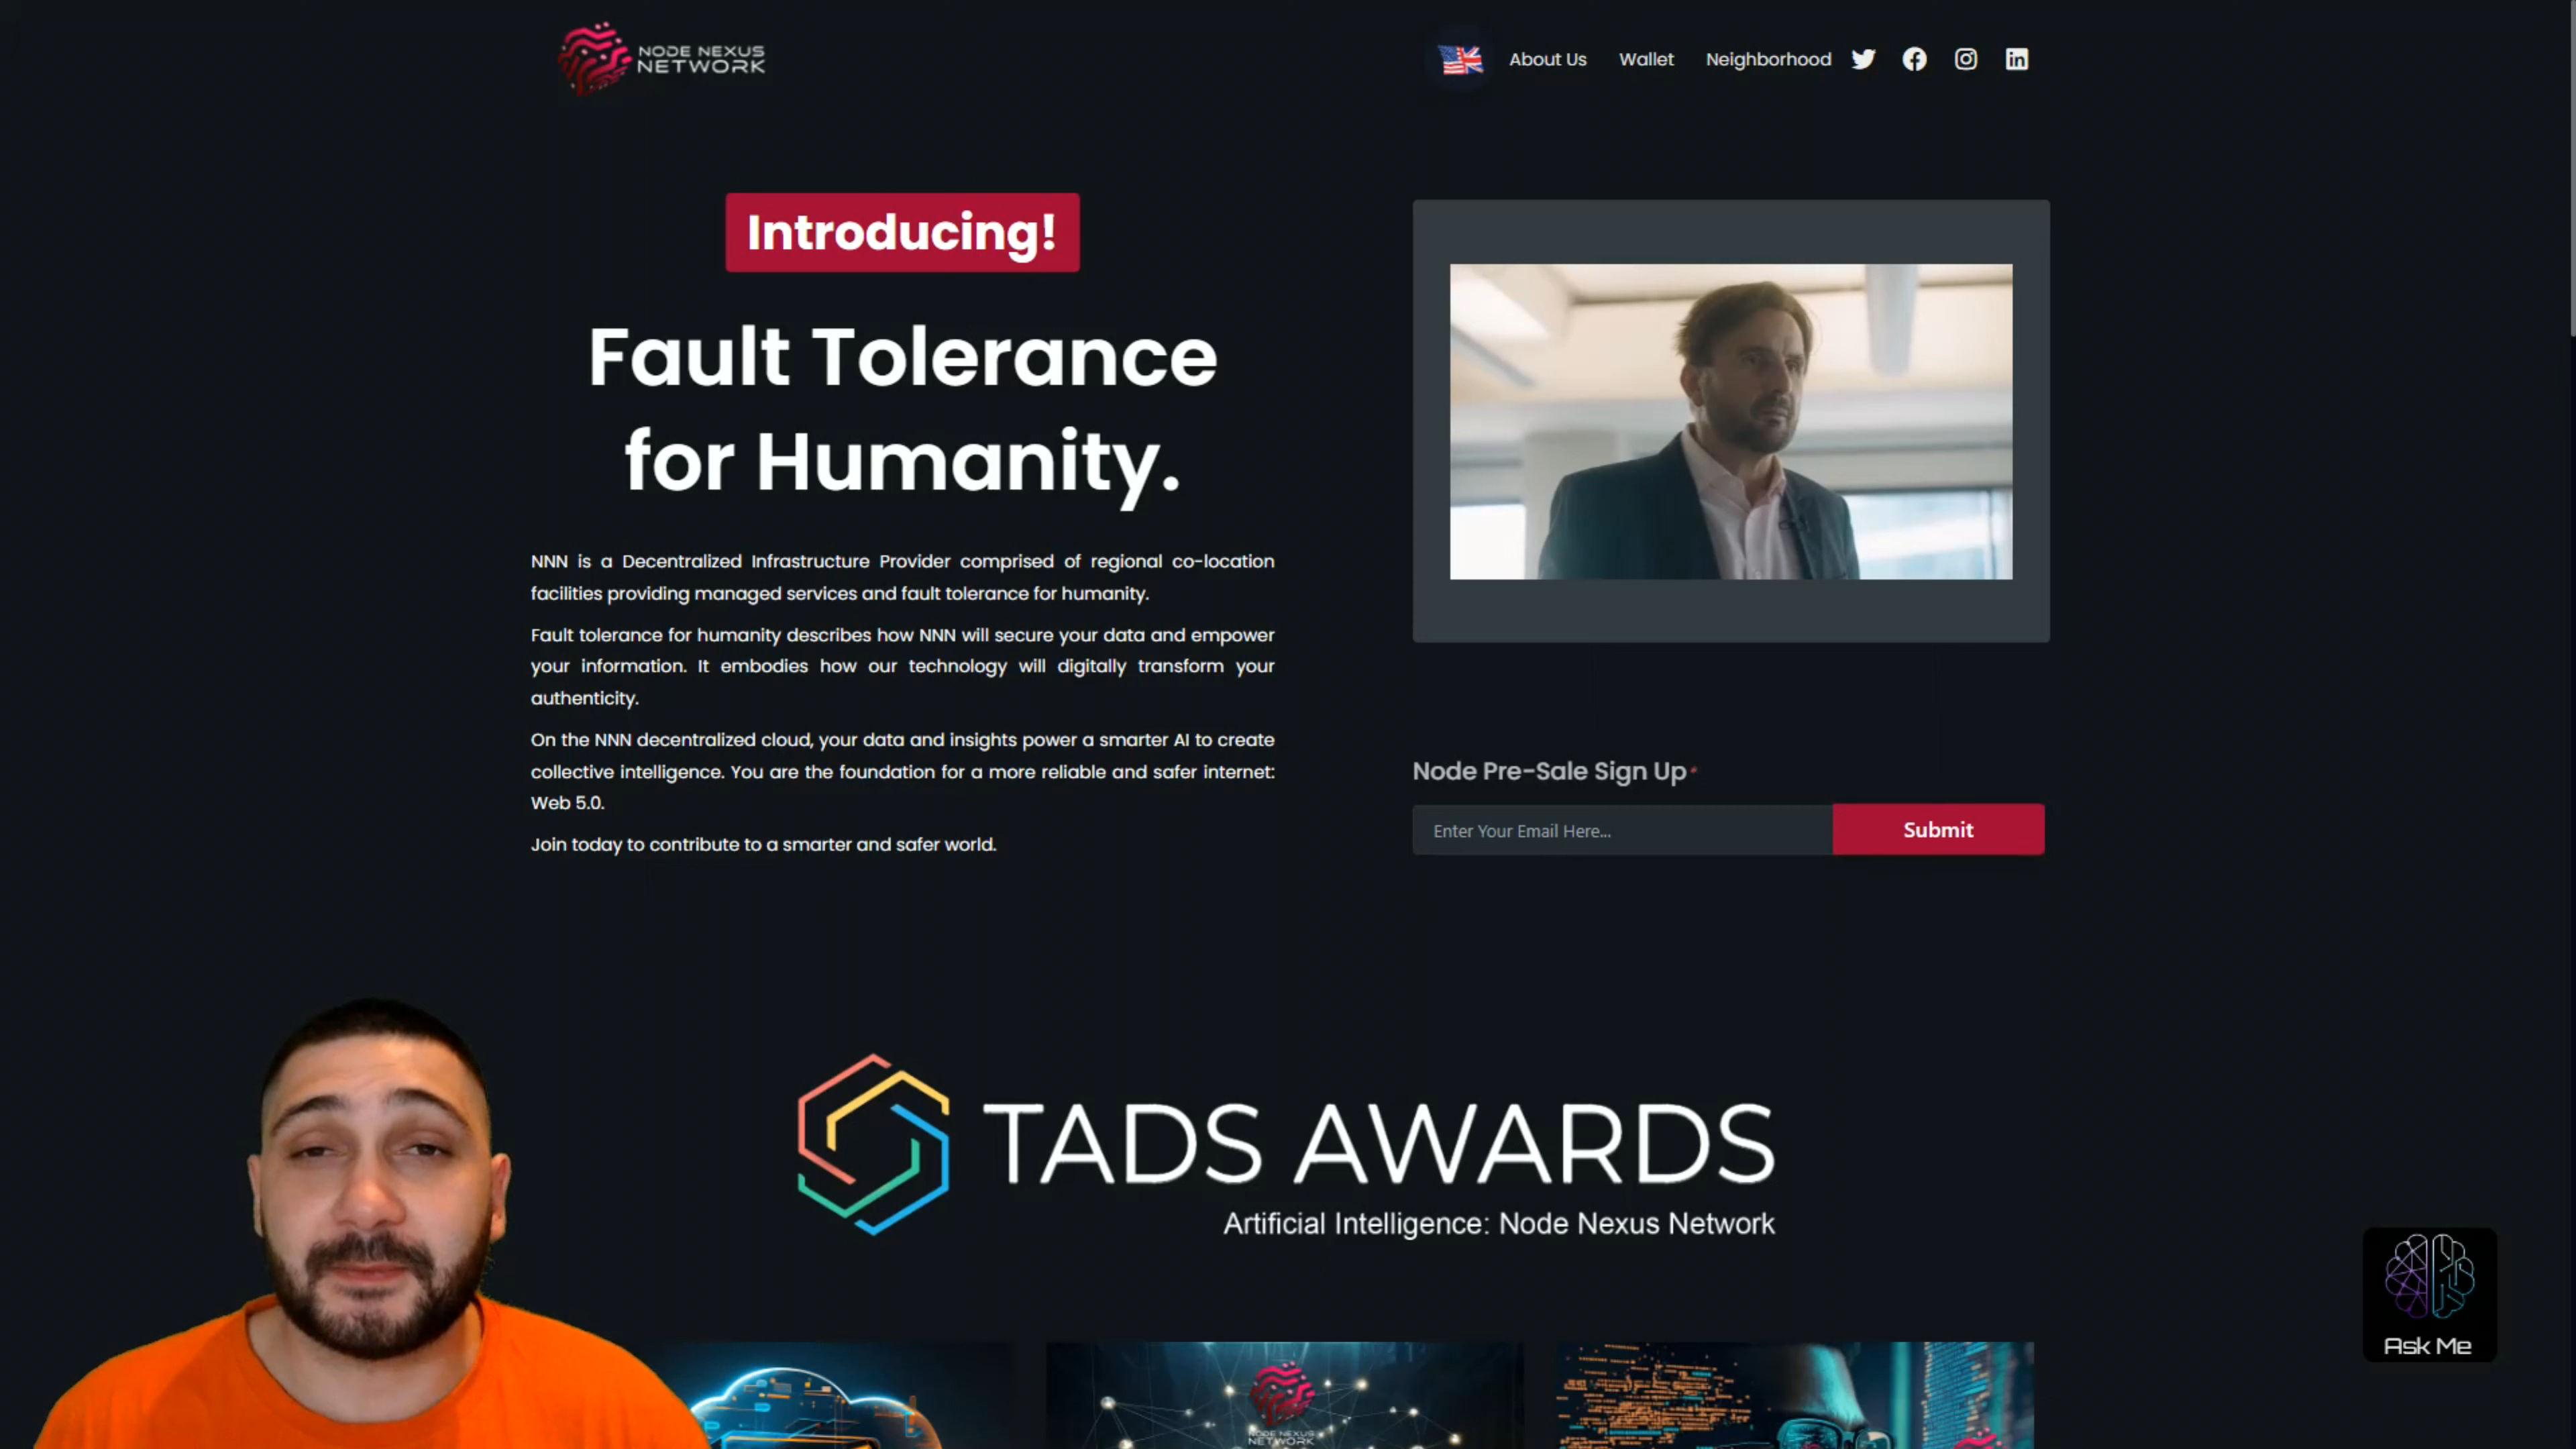 NODE NEXUS
NETWORK
About Us
Wallet
Neighborhood
Introducing!
Fault Tolerance
for Humanity.
NNN is a Decentralized Infrastructure Provider comprised of regional co-location
facilities providing managed services and fault tolerance for humanity.
Fault tolerance for humanity describes how NNN will secure your data and empower
your information. It embodies how our technology will digitally transform your
authenticity.
On the NNN decentralized cloud, your data and insights power a smarter AI to create
collective intelligence. You are the foundation for a more reliable and safer internet:
Web 5.0.
Join today to contribute to a smarter and safer world.
Node Pre-Sale Sign Up*
Enter Your Email Here...
Submit
TADS AWARDS
Artificial Intelligence: Node Nexus Network
Ask Me
NODE NEXUS
NETWORK